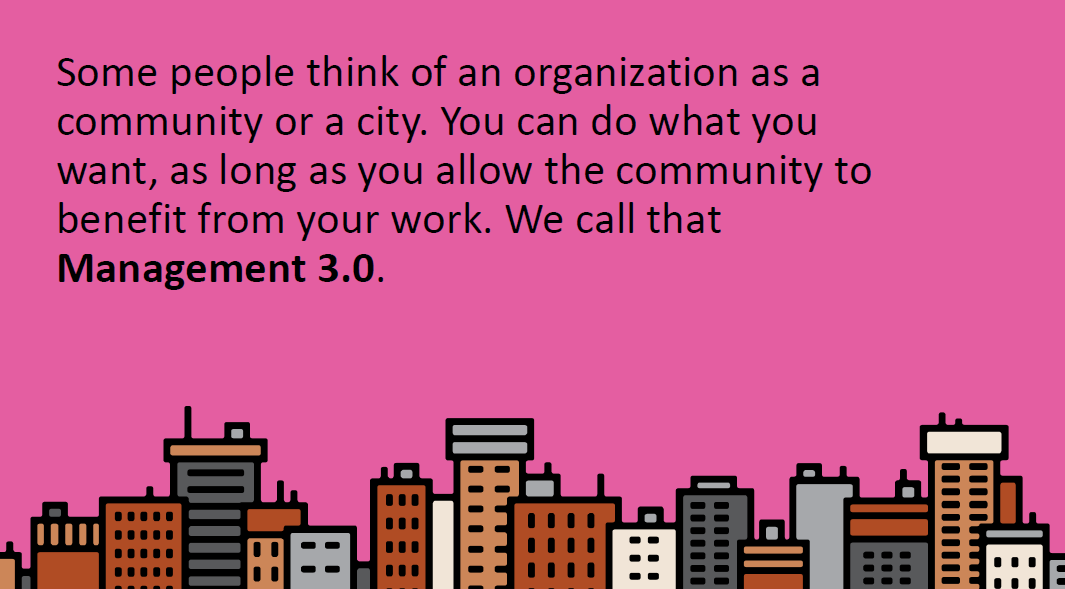 Some people think of an organization as a
community or a city. You can do what you
want, as long as you allow the community to
benefit from your work. We call that
Management 3.0.